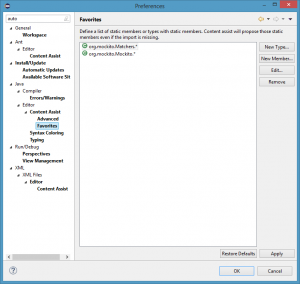 Preferences
auto
General
Workspace
Ant
Editor
Content Assist
Install/Update
Automatic Updates
Available Software Sit
Java
Compiler
Errors/Warnings
Editor
Content Assist
Advanced
Favorites
Syntax Coloring
Typing
Run/Debug
Perspectives
View Management
XML
XML Files
Editor
Content Assist
Favorites
Define a list of static members or types with static members. Content assist will propose those static
members even if the import is missing.
org.mockito.Matchers.*
org.mockito.Mockito.*
New Type...
New Member...
Edit...
Remove
Restore Defaults
Apply
OK
Cancel